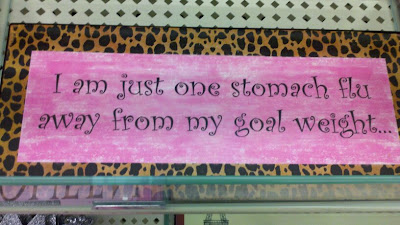 I am just one stomach flu
away from my goal weight...